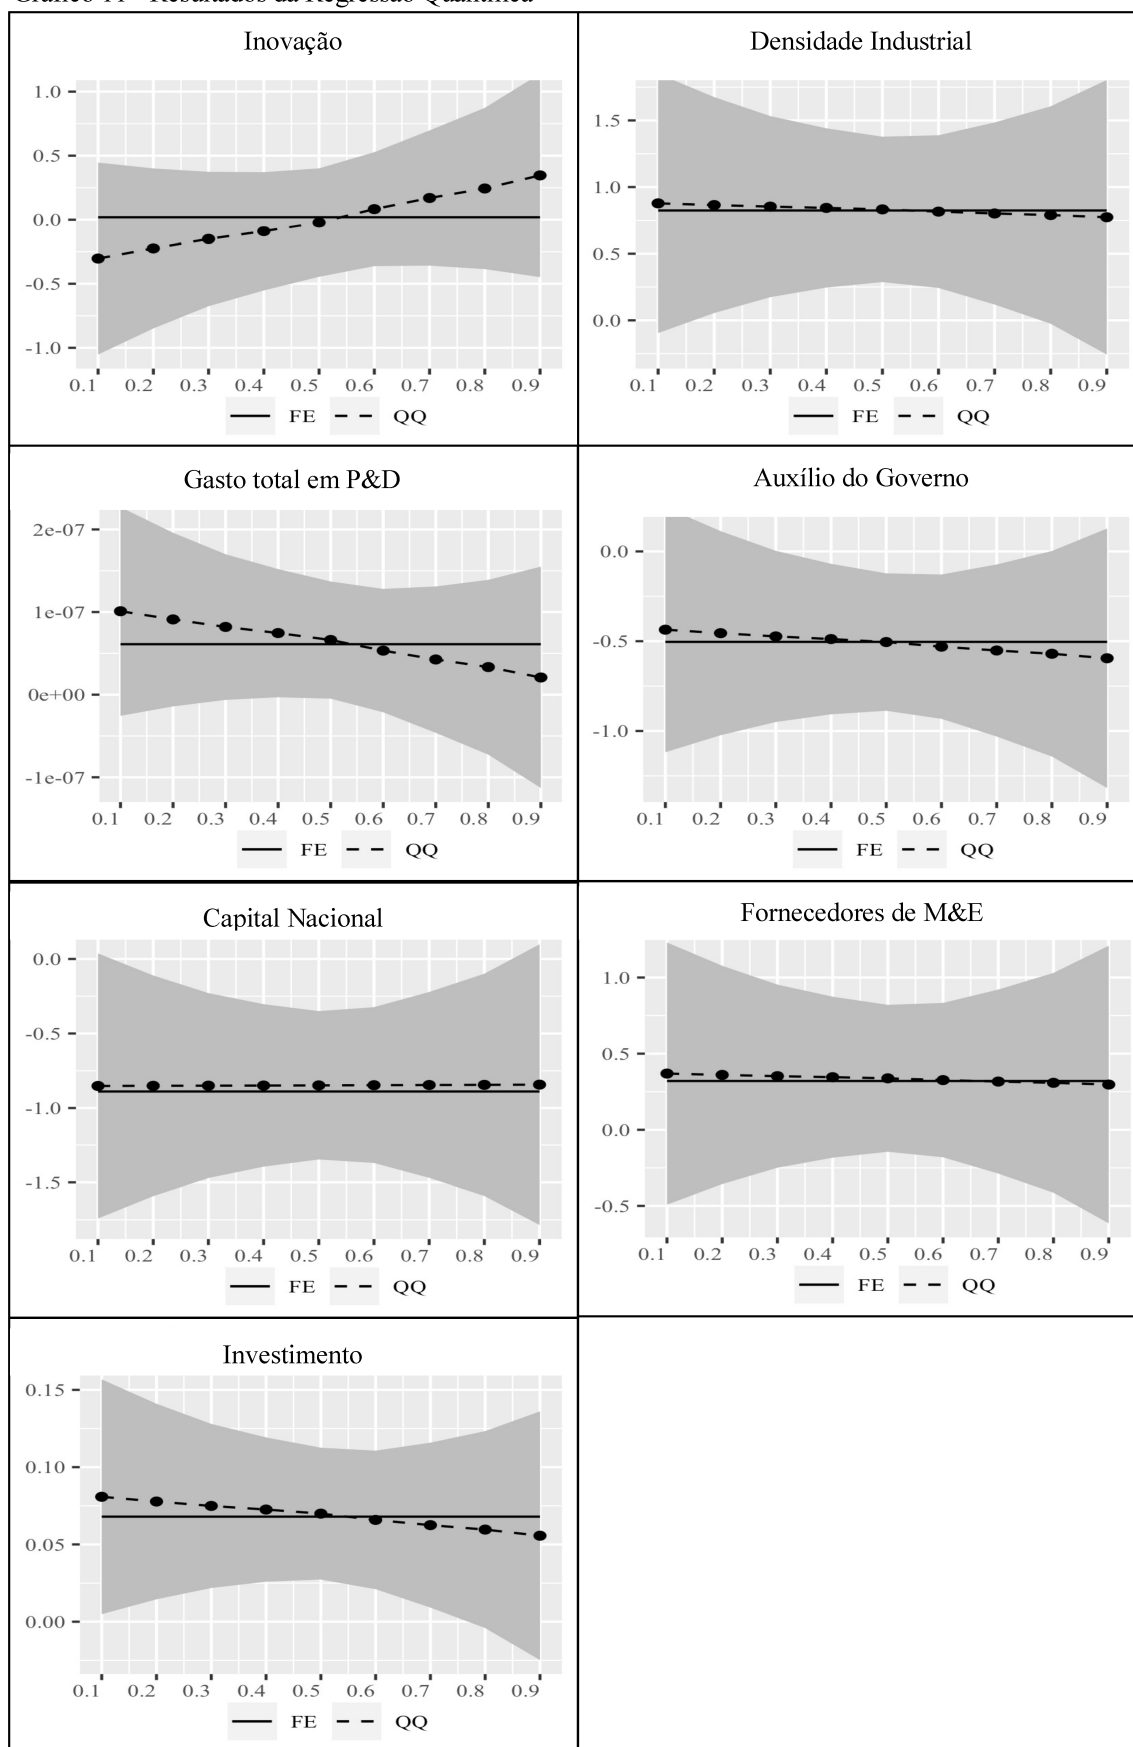 Gráfico 11 - Resultados da Regressão Quantílica
Inovação
1.0
0.5
0.0
-0.5
-1.0
0.1 0.2 0.3 0.4 0.5 0.6 0.7 0.8 0.9
FE QQ
Densidade Industrial
1.5
1.0
0.5
0.0
0.1 0.2 0.3 0.4 0.5 0.6 0.7 0.8 0.9
FE QQ
Gasto total em P&D
2e-07
1e-07
0e+00
-1e-07
0.1 0.2 0.3 0.4 0.5 0.6 0.7 0.8 0.9
FE QQ
Auxílio do Governo
0.0
-0.5
-1.0
0.1 0.2 0.3 0.4 0.5 0.6 0.7 0.8 0.9
FE QQ
Capital Nacional
0.0
-0.5
-1.0
-1.5
0.1 0.2 0.3 0.4 0.5 0.6 0.7 0.8 0.9
FE QQ
Fornecedores de M&E
1.0
0.5
0.0
-0.5
0.1 0.2 0.3 0.4 0.5 0.6 0.7 0.8 0.9
FE QQ
Investimento
0.15
0.10
0.05
0.00
0.1 0.2 0.3 0.4 0.5 0.6 0.7 0.8 0.9
FE QQ